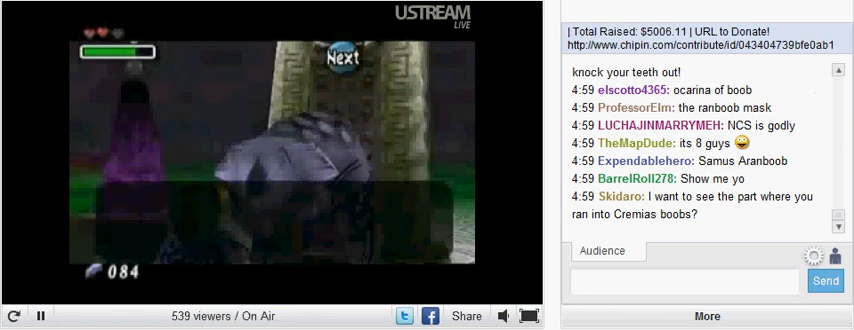 USTREAM
LIVE
Next
084
539 viewers / On Air
Share
| Total Raised: $5006.11 | URL to Donate!
http://www.chipin.com/contribute/id/043404739bfe0ab1
knock your teeth out!
4:59 elscotto4365: ocarina of boob
4:59 ProfessorElm: the ranboob mask
4:59 LUCHAJINMARRYMEH: NCS is godly
4:59 TheMapDude: its 8 guys
4:59 Expendablehero: Samus Aranboob
4:59 BarrelRoll278: Show me yo
4:59 Skidaro: I want to see the part where you
ran into Cremias boobs?
Audience
Send
More